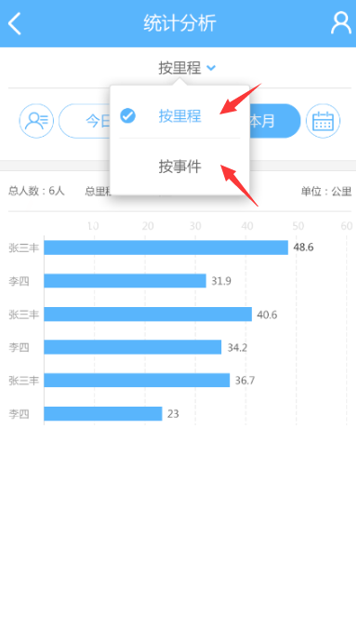 统计分析
按里程
今日
本月
按里程
按事件
总人数：6人 总里程 单位：公里
10 20 30 40 50 60
张三丰 48.6
李四 31.9
张三丰 40.6
李四 34.2
张三丰 36.7
李四 23